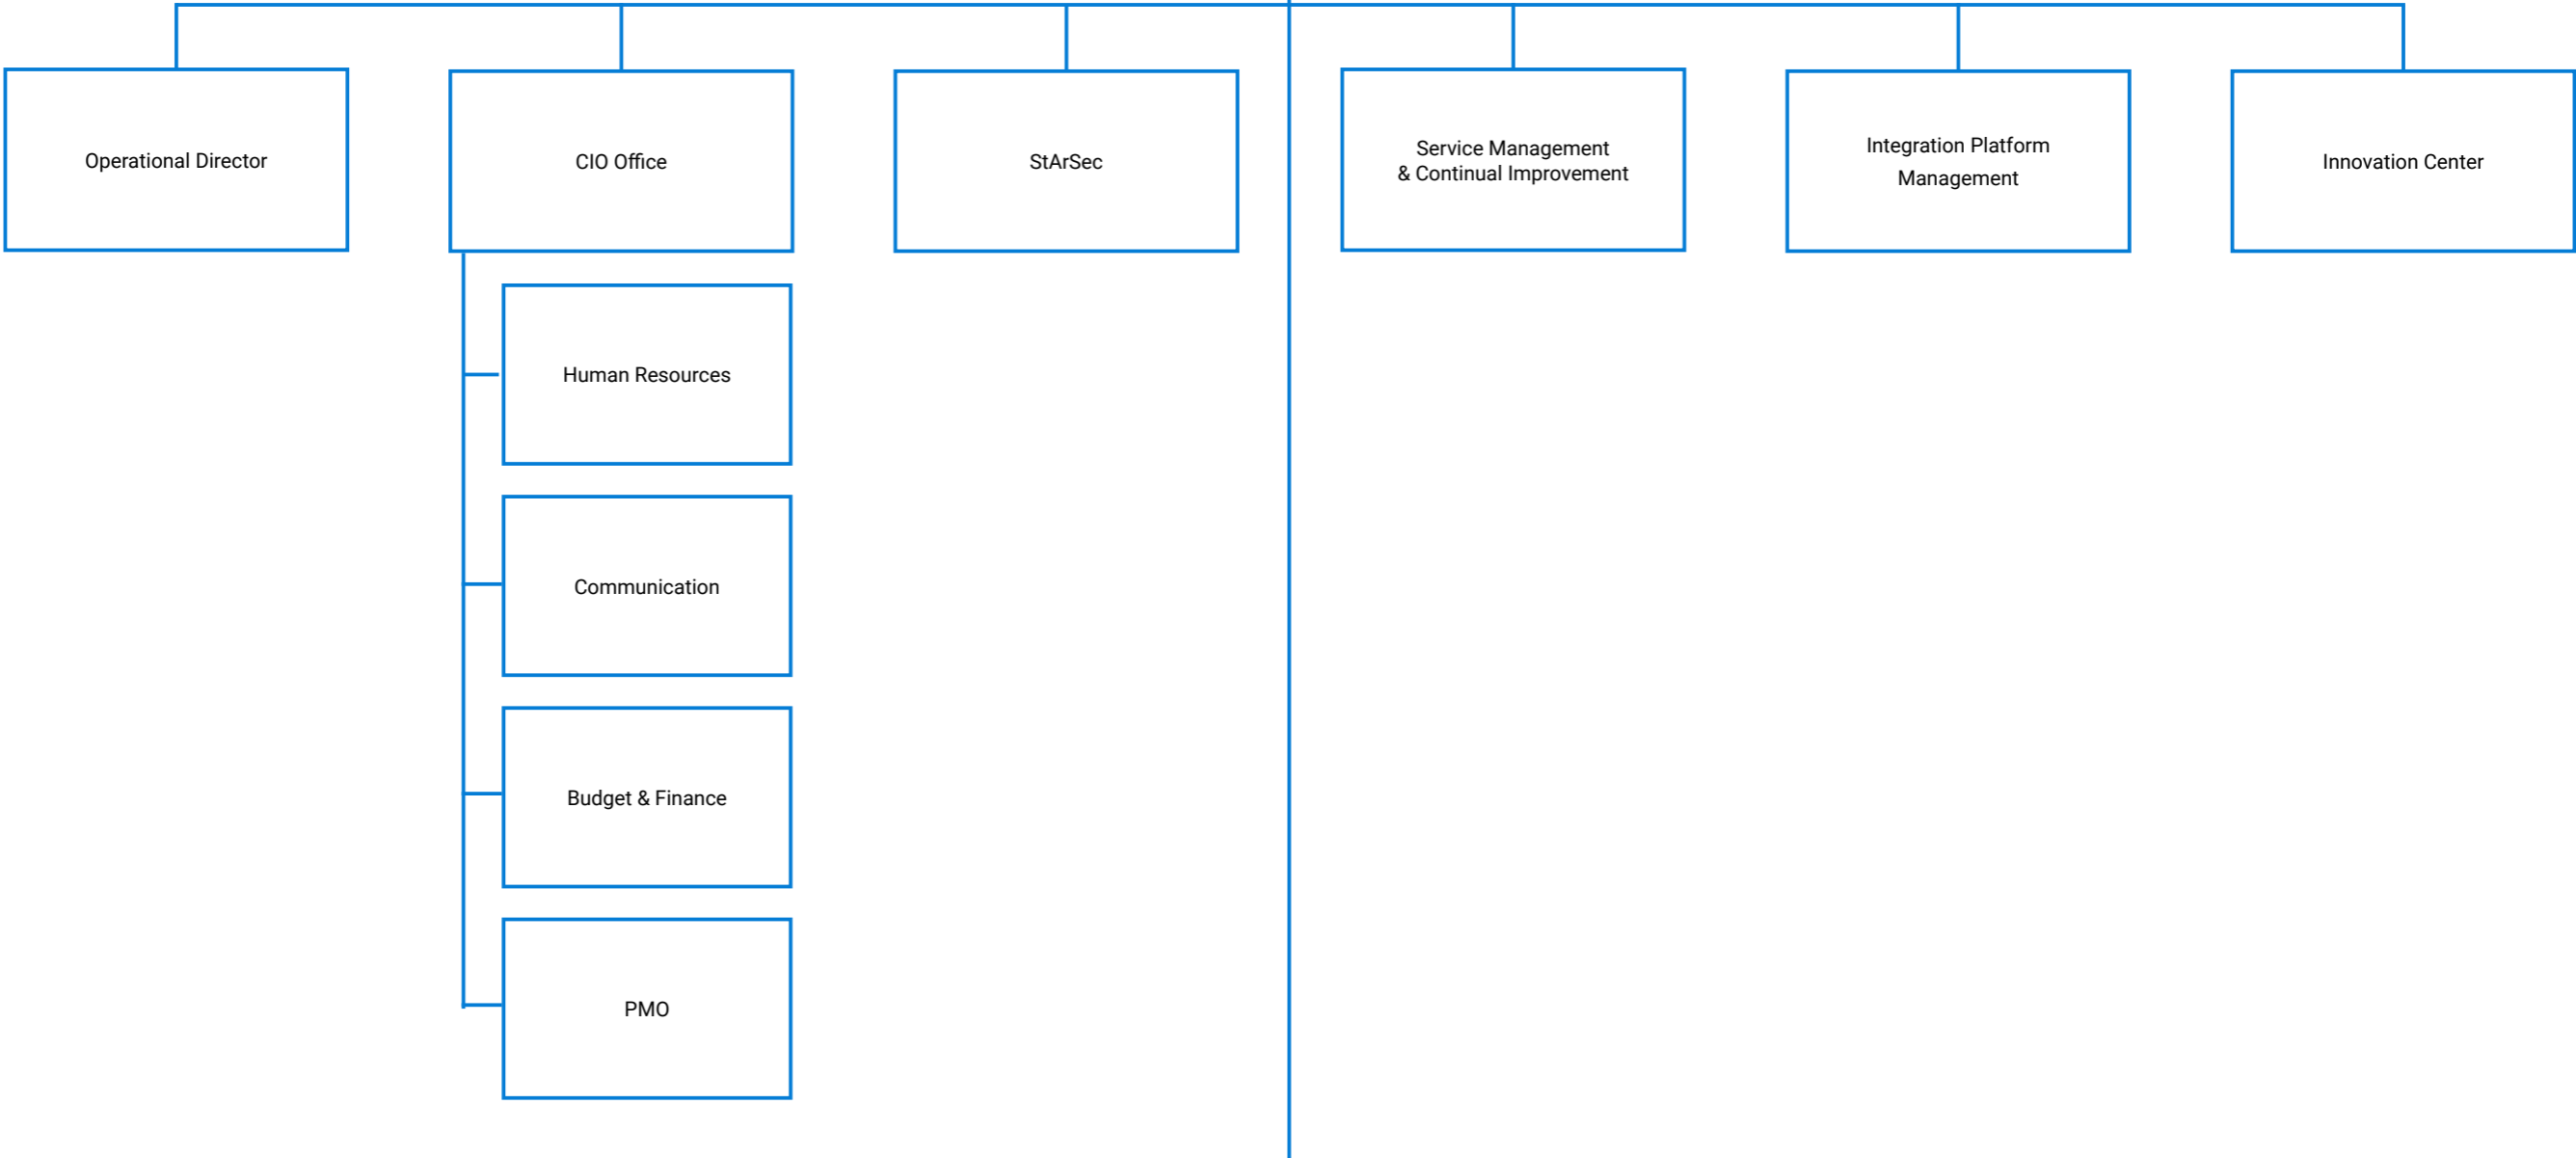 Operational Director
CIO Office
StArSec
Service Management
& Continual Improvement
Integration Platform
Management
Innovation Center
Human Resources
Communication
Budget & Finance
PMO